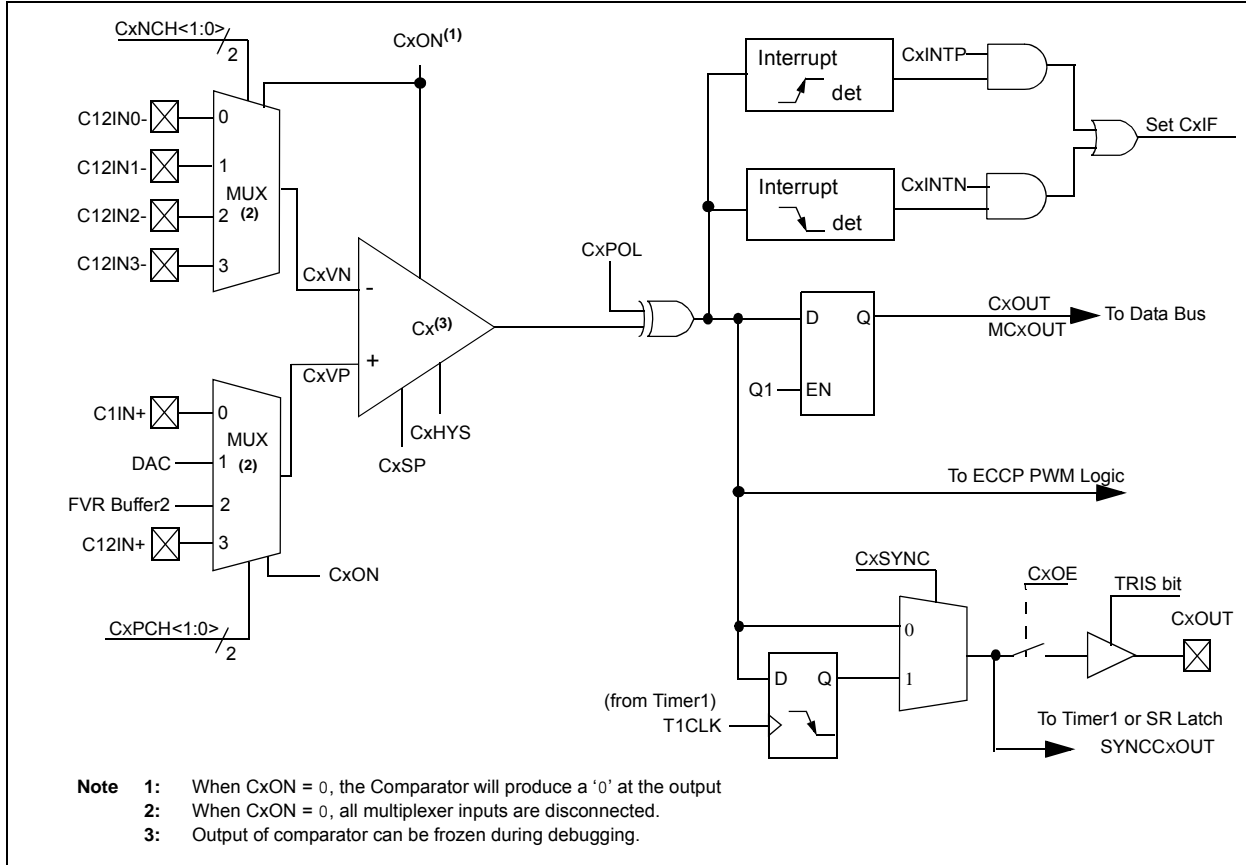 CxNCH<1:0>
2
CxON(1)
C12IN0-
0
C12IN1-
1
MUX
(2)
C12IN2-
2
C12IN3-
3
CxVN
-
Cx(3)
+
CxVP
CxHYS
CxSP
C1IN+
0
MUX
(2)
DAC
1
FVR Buffer2
2
C12IN+
3
CxON
CxPCH<1:0>
2
CxPOL
Interrupt
det
CxINTP
Set CxIF
Interrupt
det
CxINTN
D Q
Q1
EN
CxOUT
MCxOUT
To Data Bus
To ECCP PWM Logic
CxSYNC
0
1
D Q
(from Timer1)
T1CLK
CxOE
TRIS bit
CxOUT
To Timer1 or SR Latch
SYNCCxOUT
Note 1: When CxON = 0, the Comparator will produce a ‘0’ at the output
2: When CxON = 0, all multiplexer inputs are disconnected.
3: Output of comparator can be frozen during debugging.